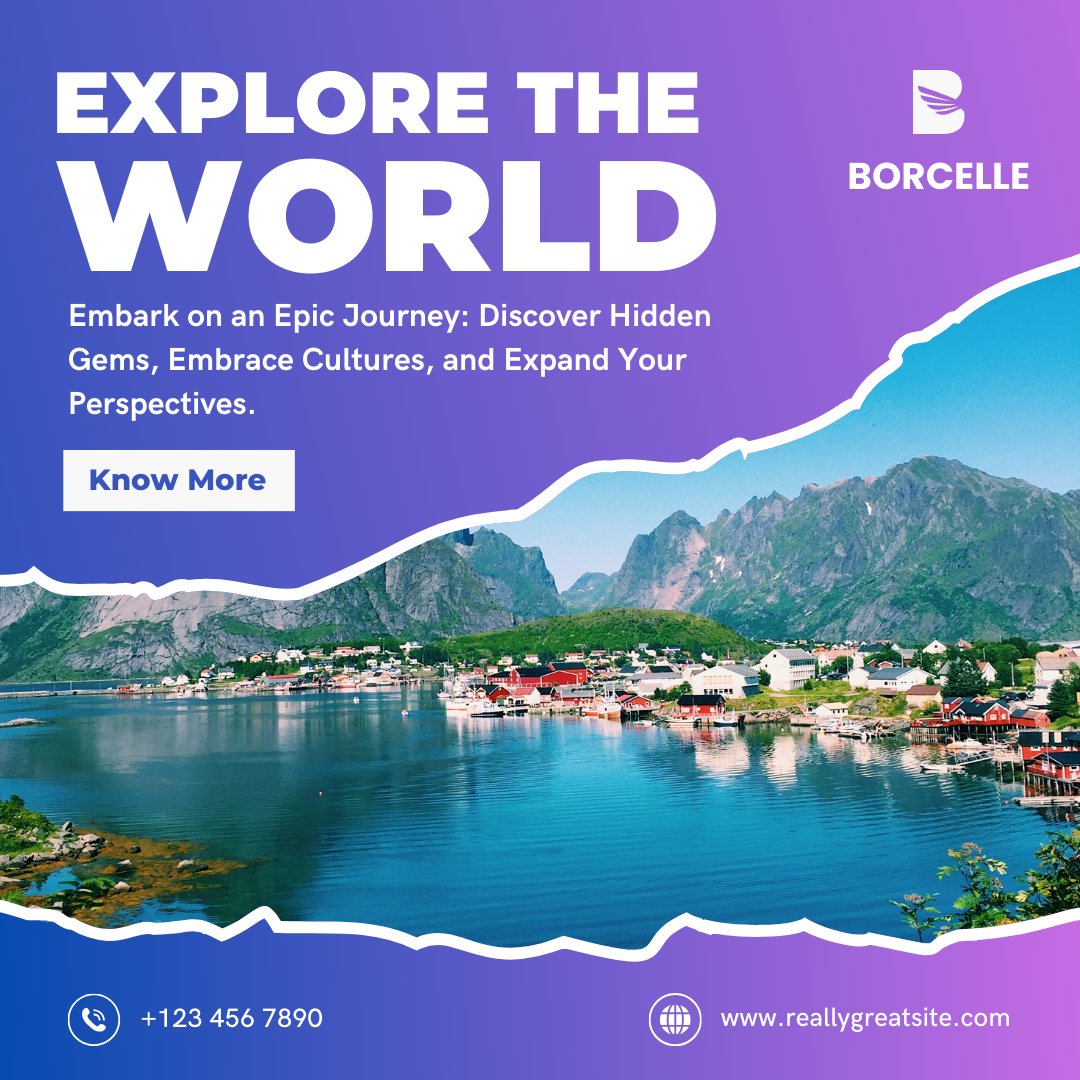 EXPLORE THE
WORLD
BORCELLE
Embark on an Epic Journey: Discover Hidden
Gems, Embrace Cultures, and Expand Your
Perspectives.
Know More
+123 456 7890
www.reallygreatsite.com